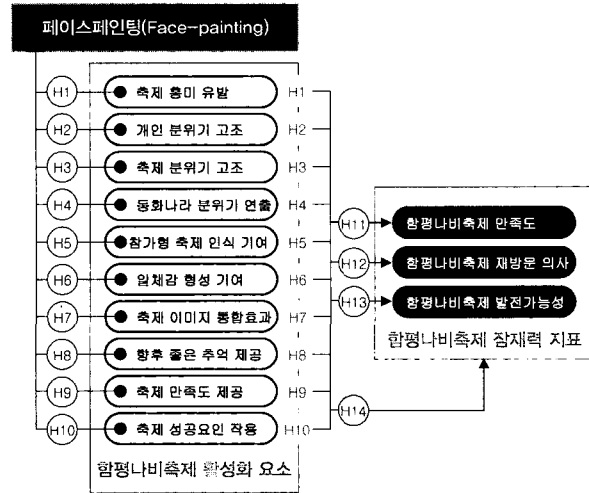 페이스페인팅(Face-painting)
H1 축제 흥미 유발 H1
H2 개인 분위기 고조 H2
H3 축제 분위기 고조 H3
H4 동화나라 분위기 연출 H4
H5 참가형 축제 인식 기여 H5
H6 입체감 형성 기여 H6
H7 축제 이미지 통합효과 H7
H8 향후 좋은 추억 제공 H8
H9 축제 만족도 제공 H9
H10 축제 성공요인 작용 H10
함평나비축제 활성화 요소
H11 함평나비축제 만족도
H12 함평나비축제 재방문 의사
H13 함평나비축제 발전가능성
함평나비축제 잠재력 지표
H14